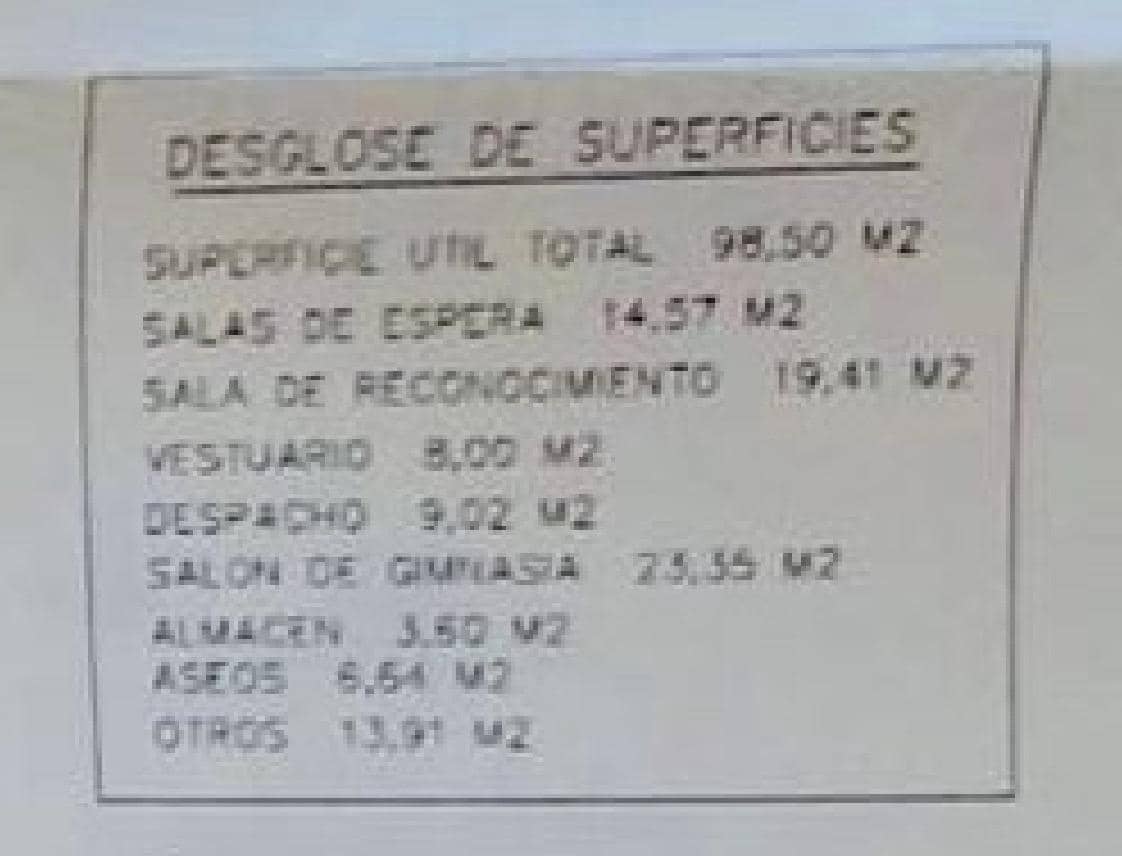 DESGLOSE DE SUPERFICIES
SUPERFICIE UTIL TOTAL 98,50 M2
SALAS DE ESPERA 14,57 M2
SALA DE RECONOCIMIENTO 19,41 M2
VESTUARIO 8,00 M2
DESPACHO 9,02 M2
SALON DE GIMNASIA 23,35 M2
ALMACEN 3,60 M2
ASEOS 6,64 M2
OTROS 13,91 M2